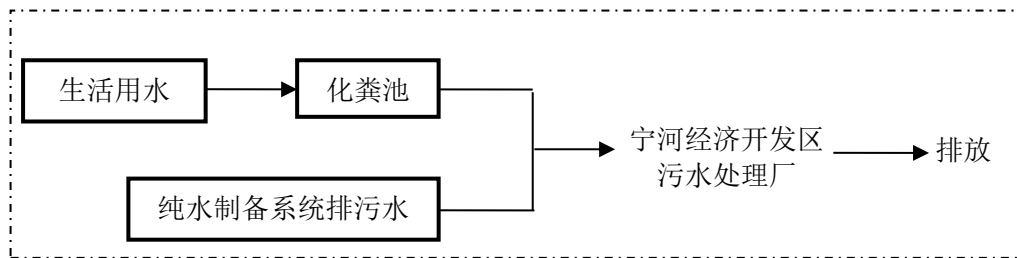 生活用水
化粪池
宁河经济开发区
污水处理厂
排放
纯水制备系统排污水